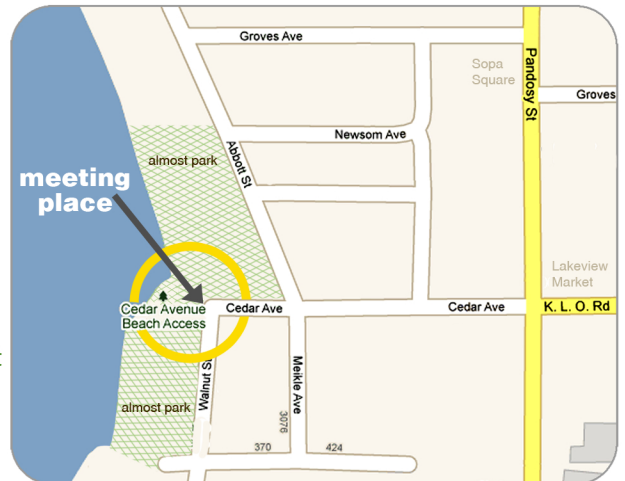 Groves Ave
Sopa
Square
Pandosy St
Groves
Newsom Ave
almost park
Abbott St
meeting
place
Lakeview
Market
Cedar Avenue
Beach Access
Cedar Ave
Cedar Ave
K. L. O. Rd
Walnut St
Meikle Ave
almost park
3076
370
424